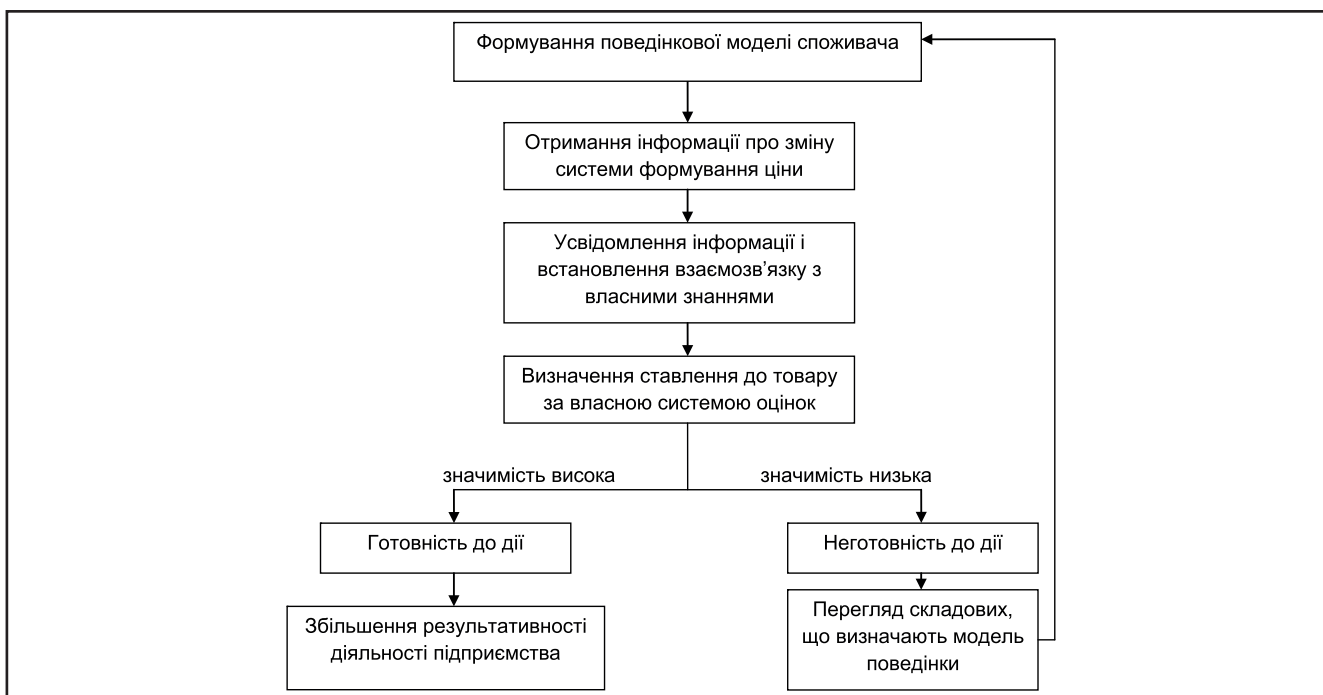 Формування поведінкової моделі споживача
Отримання інформації про зміну
системи формування ціни
Усвідомлення інформації і
встановлення взаємозв’язку з
власними знаннями
Визначення ставлення до товару
за власною системою оцінок
значимість висока
значимість низька
Готовність до дії
Неготовність до дії
Збільшення результативності
діяльності підприємства
Перегляд складових,
що визначають модель
поведінки